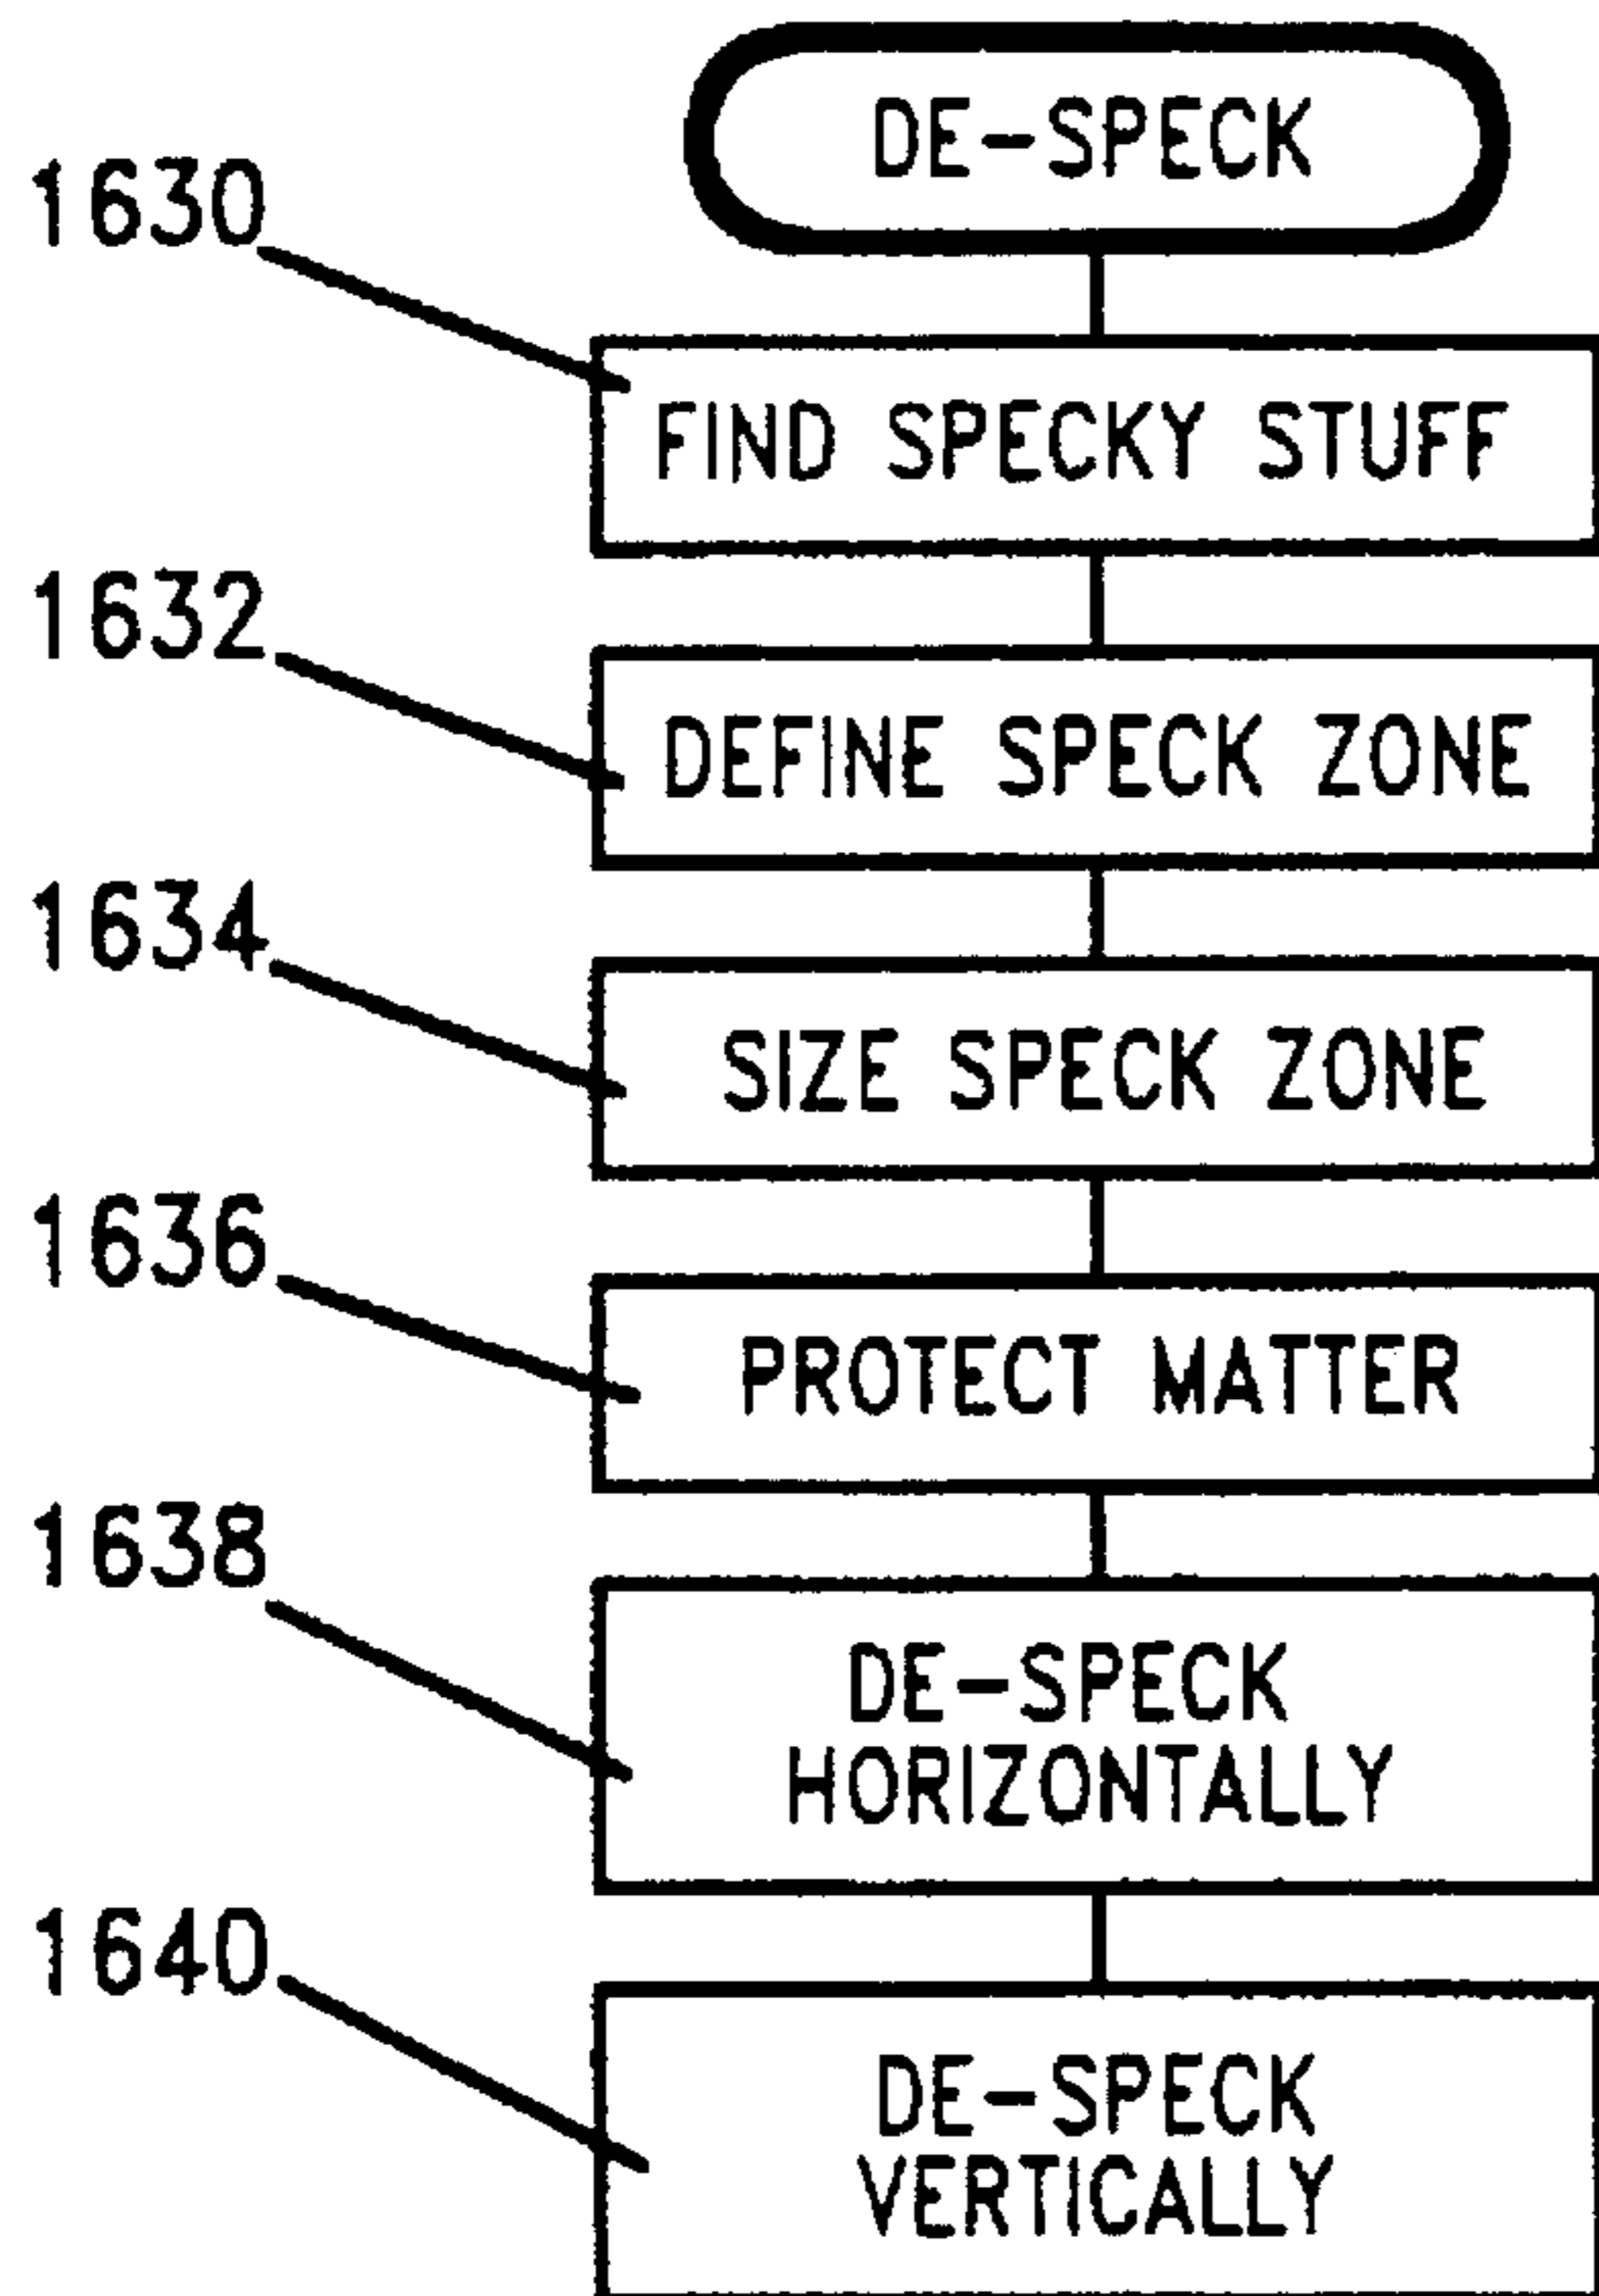 DE-SPECK
1630
FIND SPECKY STUFF
1632
DEFINE SPECK ZONE
1634
SIZE SPECK ZONE
1636
PROTECT MATTER
1638
DE-SPECK
HORIZONTALLY
1640
DE-SPECK
VERTICALLY